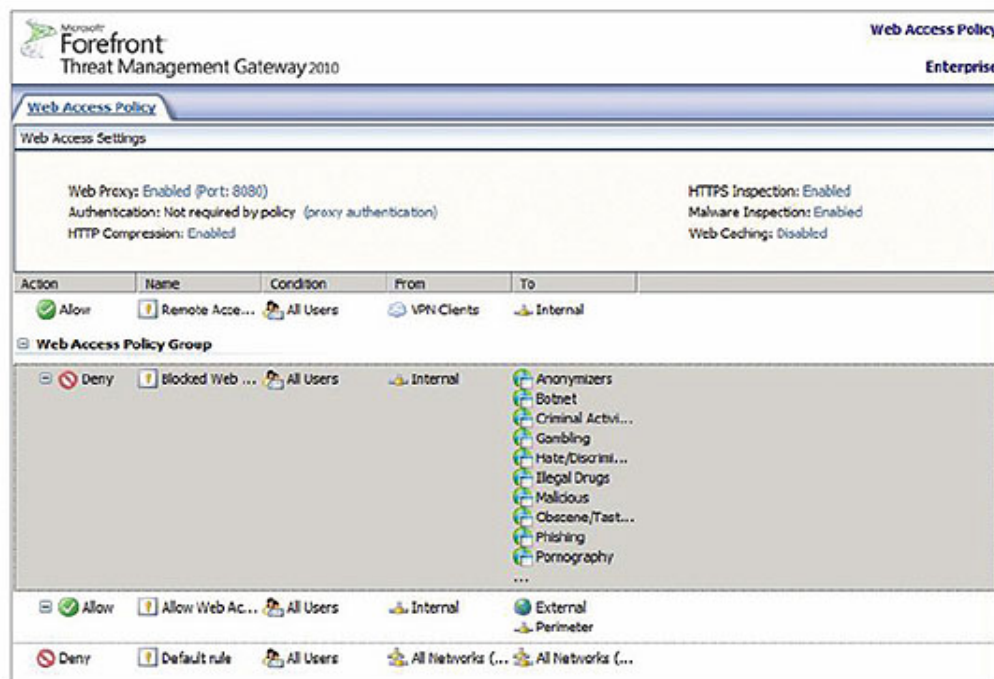 Microsoft
Forefront
Threat Management Gateway 2010
Web Access Policy
Enterprise
Web Access Policy
Web Access Settings
Web Proxy: Enabled (Port: 8080)
HTTPS Inspection: Enabled
Authentication: Not required by policy (proxy authentication)
Malware Inspection: Enabled
HTTP Compression: Enabled
Web Caching: Disabled
Action Name Condition From To
Allow Remote Acce... All Users VPN Clients Internal
Web Access Policy Group
Deny Blocked Web ... All Users Internal Anonymizers
Botnet
Criminal Activi...
Gambling
Hate/Discrimi...
Illegal Drugs
Malicious
Obscene/Tast...
Phishing
Pornography
...
Allow Allow Web Ac... All Users Internal External
Perimeter
Deny Default rule All Users All Networks (... All Networks (...